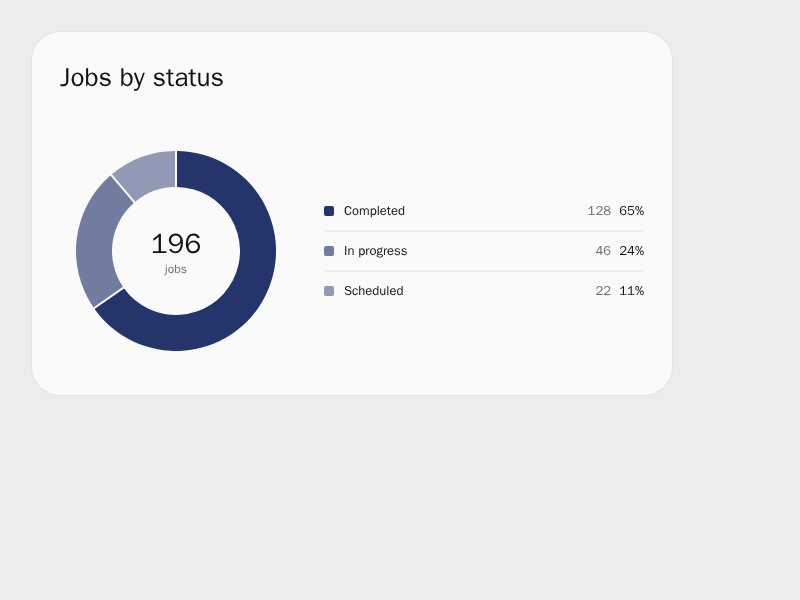 Jobs by status
196
jobs
Completed 128 65%
In progress 46 24%
Scheduled 22 11%